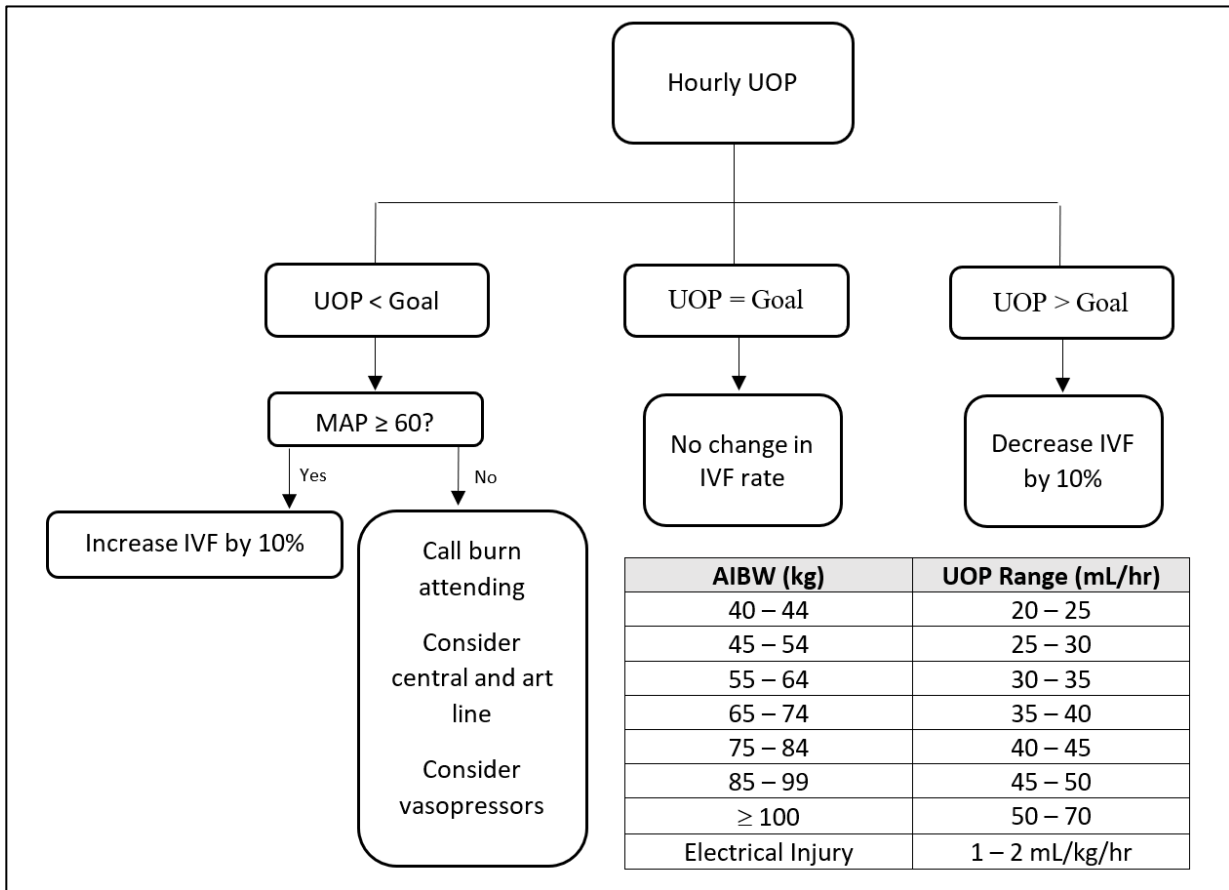 Hourly UOP
UOP < Goal
UOP = Goal
UOP > Goal
MAP ≥ 60?
No change in
IVF rate
Decrease IVF
by 10%
Yes
No
Increase IVF by 10%
Call burn
attending
Consider
central and art
line
Consider
vasopressors
AIBW (kg) UOP Range (mL/hr)
40 – 44 20 – 25
45 – 54 25 – 30
55 – 64 30 – 35
65 – 74 35 – 40
75 – 84 40 – 45
85 – 99 45 – 50
≥ 100 50 – 70
Electrical Injury 1 – 2 mL/kg/hr